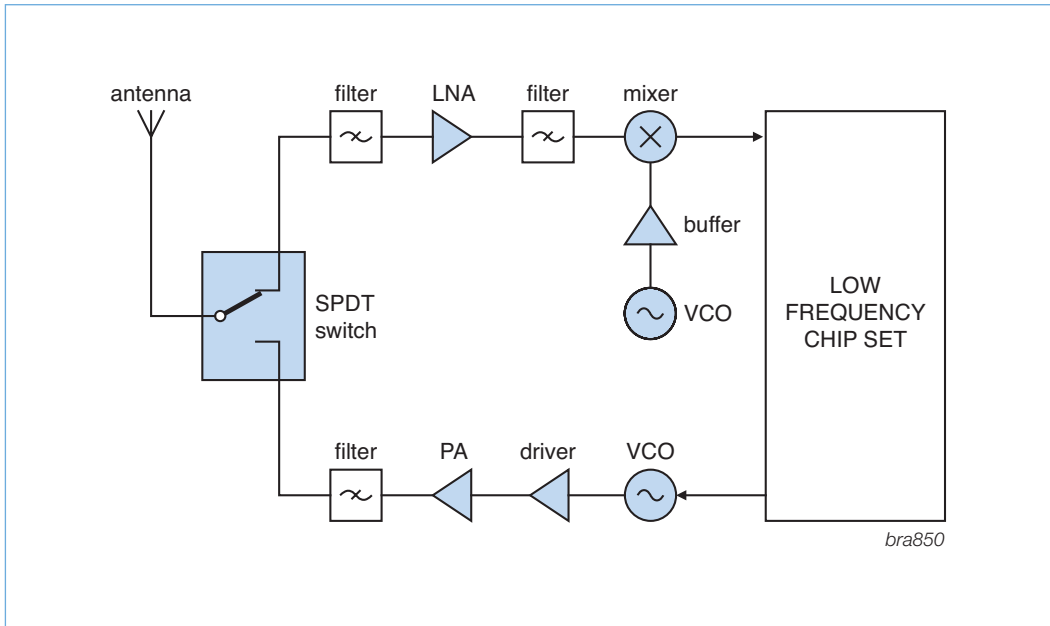 antenna
filter
LNA
filter
mixer
buffer
SPDT
switch
VCO
LOW
FREQUENCY
CHIP SET
filter
PA
driver
VCO
bra850